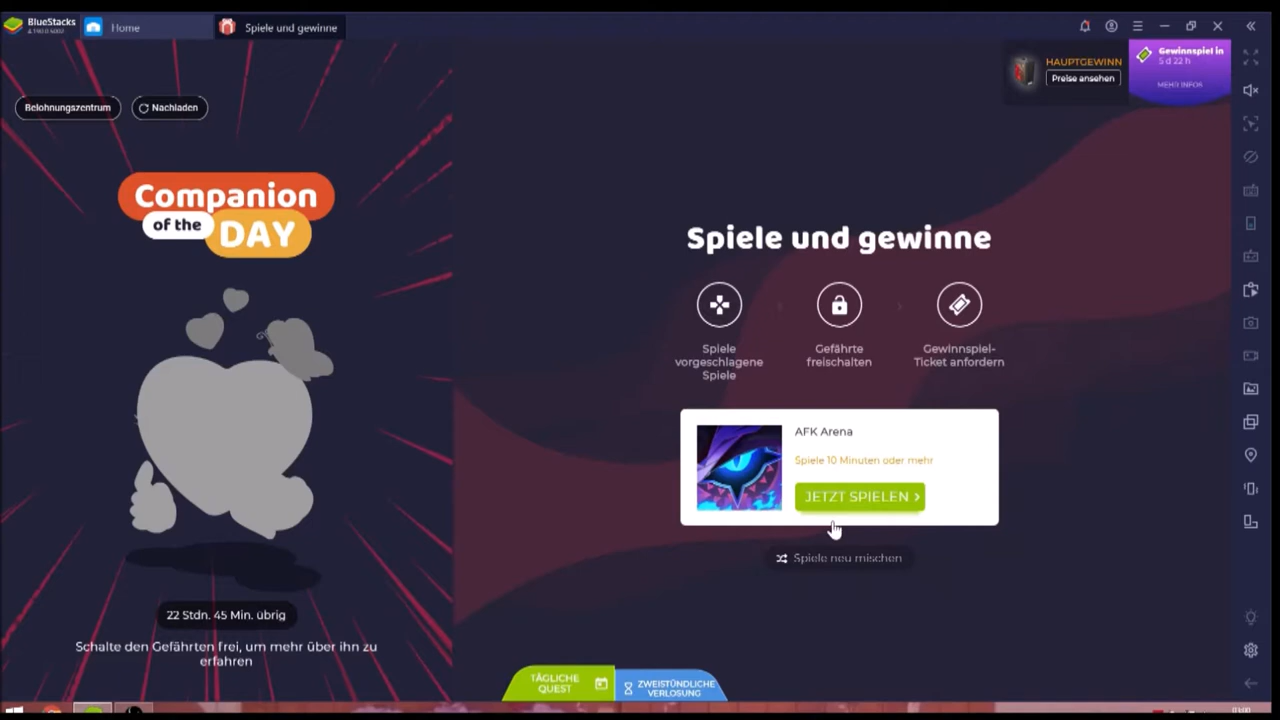 BlueStacks
Home
Spiele und gewinne
HAUPTGEWINN
Preise ansehen
Gewinnspiel in
5 d 22 h
MEHR INFOS
Belohnungszentrum
Nachladen
Companion
of the
DAY
Spiele und gewinne
Spiele
vorgeschlagene
Spiele
Gefährte
freischalten
Gewinnspiel-
Ticket anfordern
AFK Arena
Spiele 10 Minuten oder mehr
JETZT SPIELEN
Spiele neu mischen
22 Stdn. 45 Min. übrig
Schalte den Gefährten frei, um mehr über ihn zu
erfahren
TÄGLICHE
QUEST
ZWEISTÜNDLICHE
VERLOSUNG